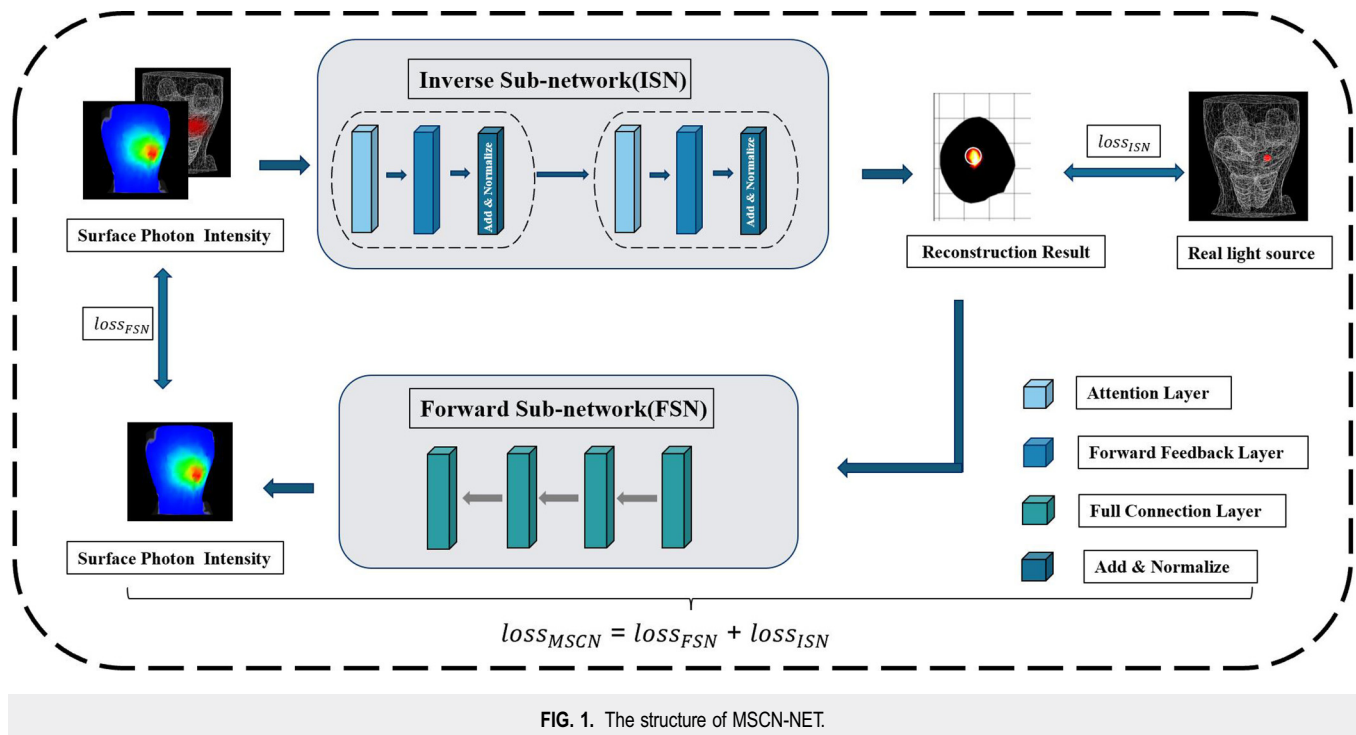 Inverse Sub-network(ISN)
Add & Normalize
Add & Normalize
Surface Photon Intensity
Reconstruction Result
loss_ISN
Real light source
loss_FSN
Forward Sub-network(FSN)
Surface Photon Intensity
Attention Layer
Forward Feedback Layer
Full Connection Layer
Add & Normalize
loss_MSCN = loss_FSN + loss_ISN
FIG. 1. The structure of MSCN-NET.